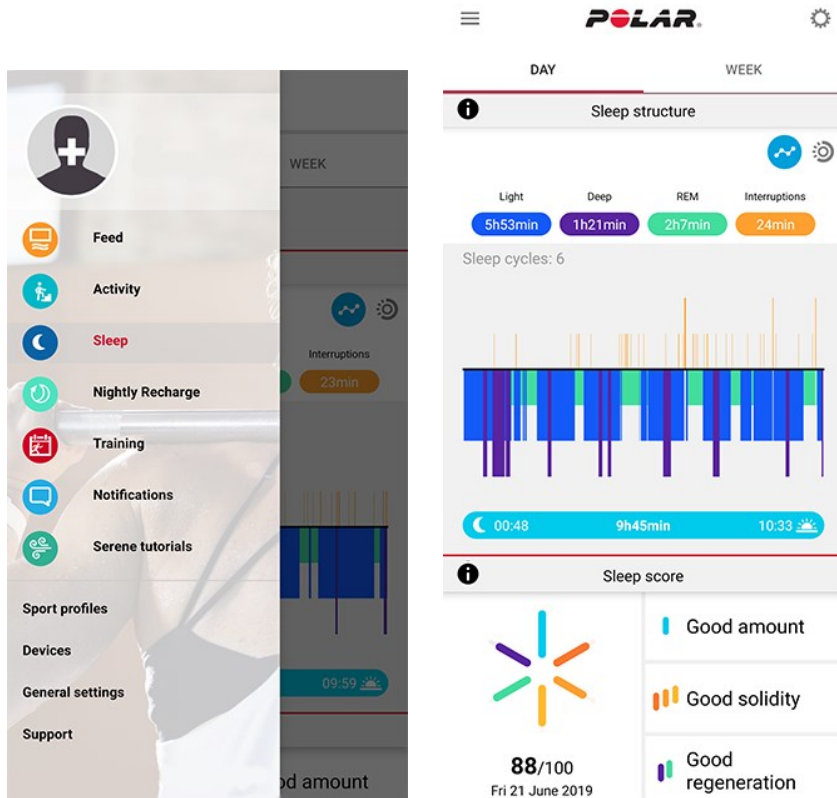 WEEK
Feed
Activity
Sleep
Interruptions
Nightly Recharge
23min
Training
Notifications
Serene tutorials
Sport profiles
Devices
09:59
General settings
Support
od amount
POLAR.
DAY WEEK
Sleep structure
Light Deep REM Interruptions
5h53min 1h21min 2h7min 24min
Sleep cycles: 6
00:48 9h45min 10:33
Sleep score
Good amount
Good solidity
88/100
Fri 21 June 2019
Good
regeneration